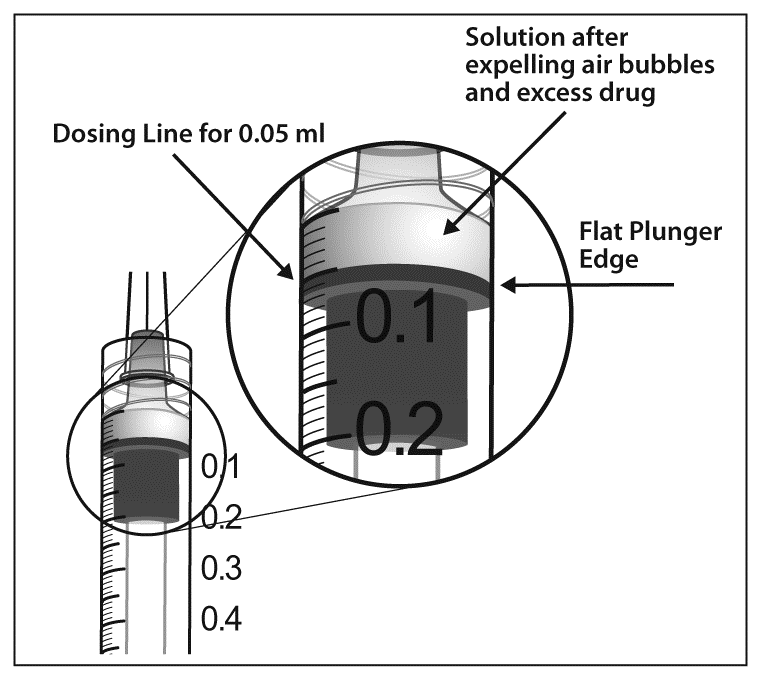 Solution after
expelling air bubbles
and excess drug
Dosing Line for 0.05 ml
Flat Plunger
Edge
0.1
0.2
0.1
0.2
0.3
0.4